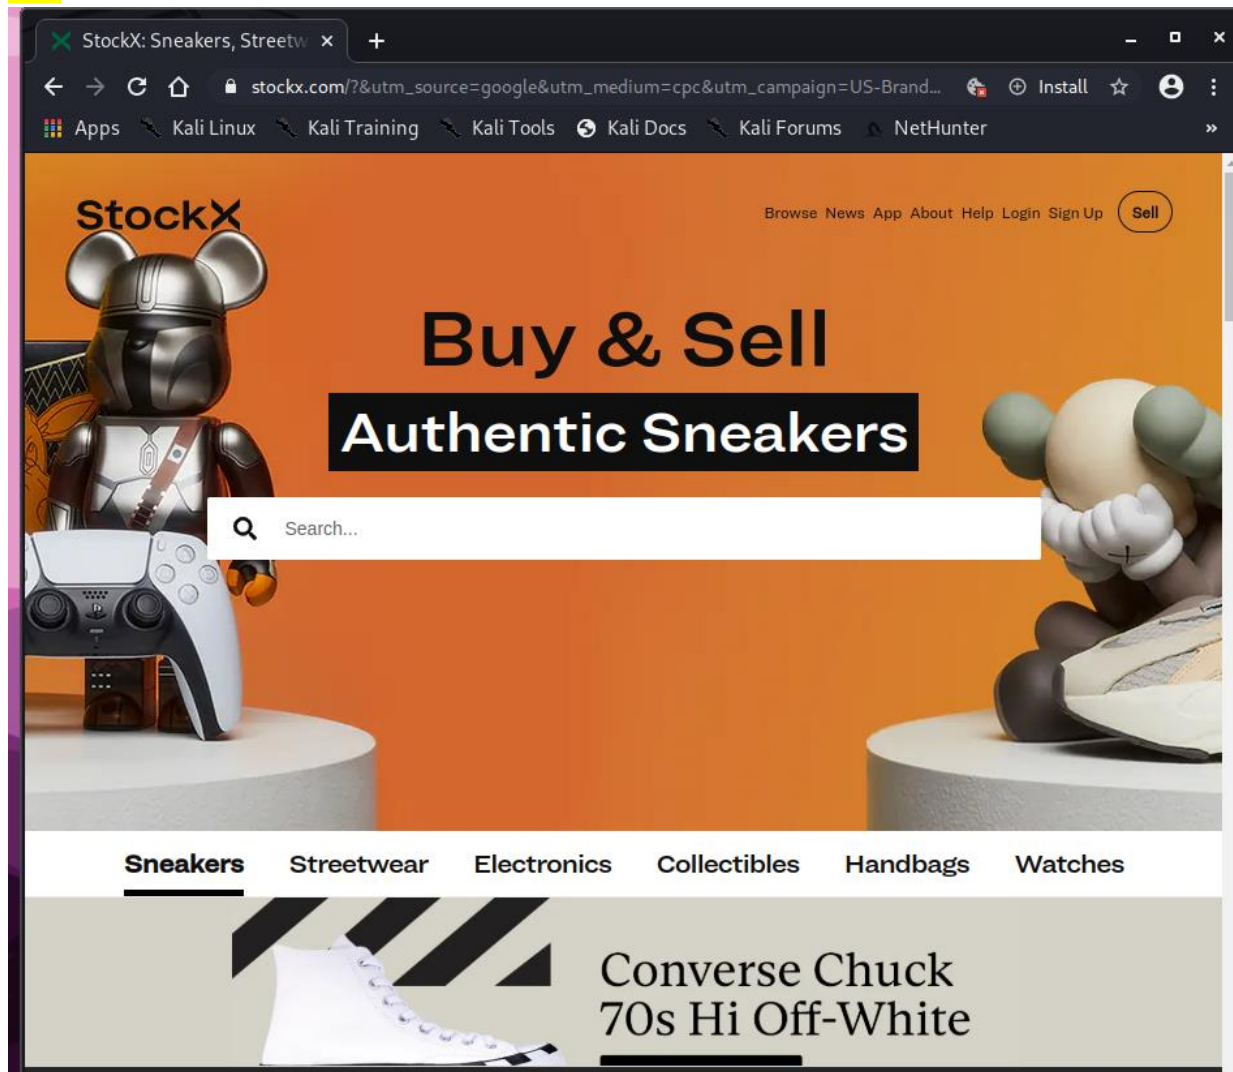 StockX: Sneakers, Streetw
stockx.com/?&utm_source=google&utm_medium=cpc&utm_campaign=US-Brand...
Install
Apps Kali Linux Kali Training Kali Tools Kali Docs Kali Forums NetHunter »
StockX
Browse News App About Help Login Sign Up Sell
Buy & Sell
Authentic Sneakers
Search...
Sneakers Streetwear Electronics Collectibles Handbags Watches
Converse Chuck
70s Hi Off-White